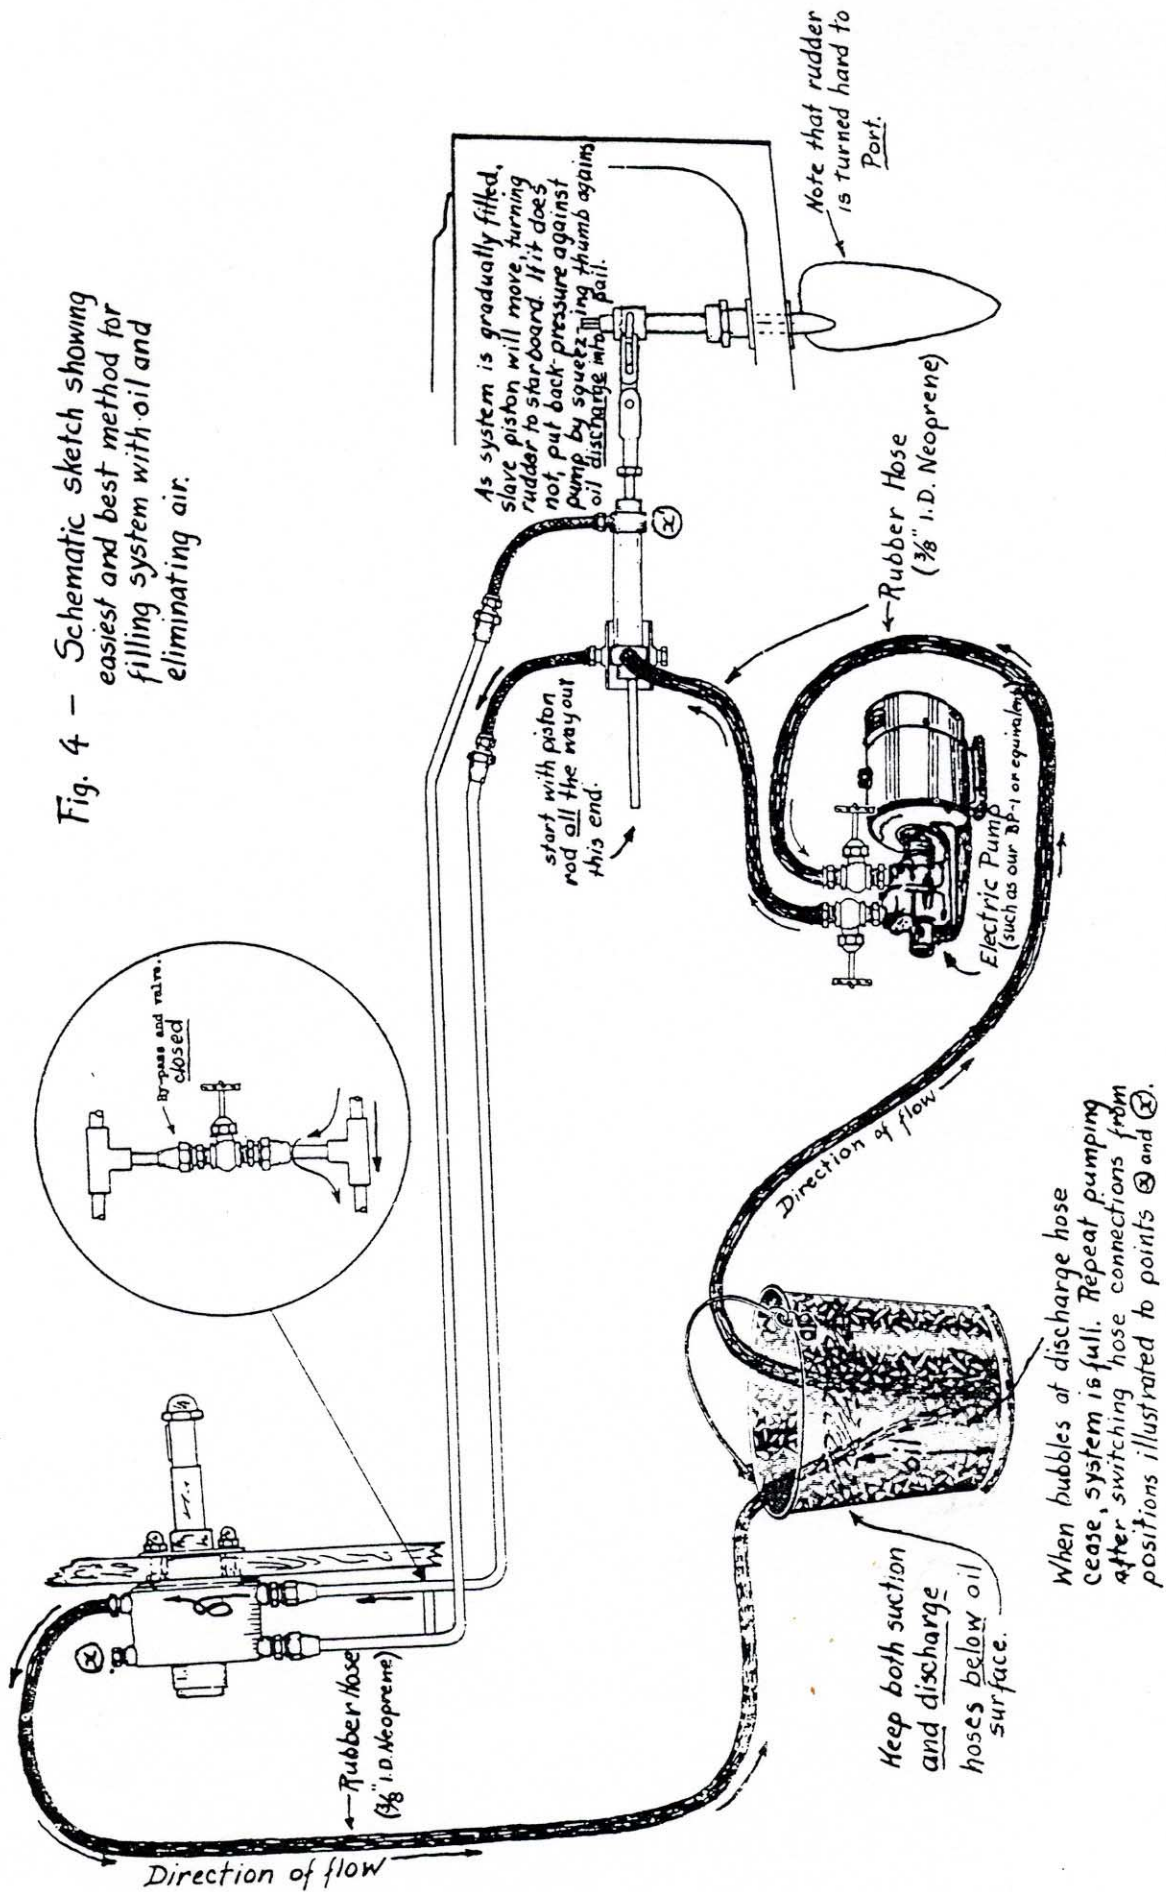 Fig. 4 – Schematic sketch showing
easiest and best method for
filling system with oil and
eliminating air.
By-pass and valve.
closed
As system is gradually filled,
slave piston will move, turning
rudder to starboard. If it does
not, put back-pressure against
pump by squeez-ing thumb agains
oil discharge into pail.
Note that rudder
is turned hard to
Port.
start with piston
rod all the way out
this end.
x'
Rubber Hose
(3/8" I.D. Neoprene)
Electric Pump
(such as our BP-1 or equivalent)
x
Rubber Hose
(3/8" I.D. Neoprene)
Direction of flow
Direction of flow
oil
Keep both suction
and discharge
hoses below oil
surface.
When bubbles at discharge hose
cease, system is full. Repeat pumping
after switching hose connections from
positions illustrated to points x and x'.